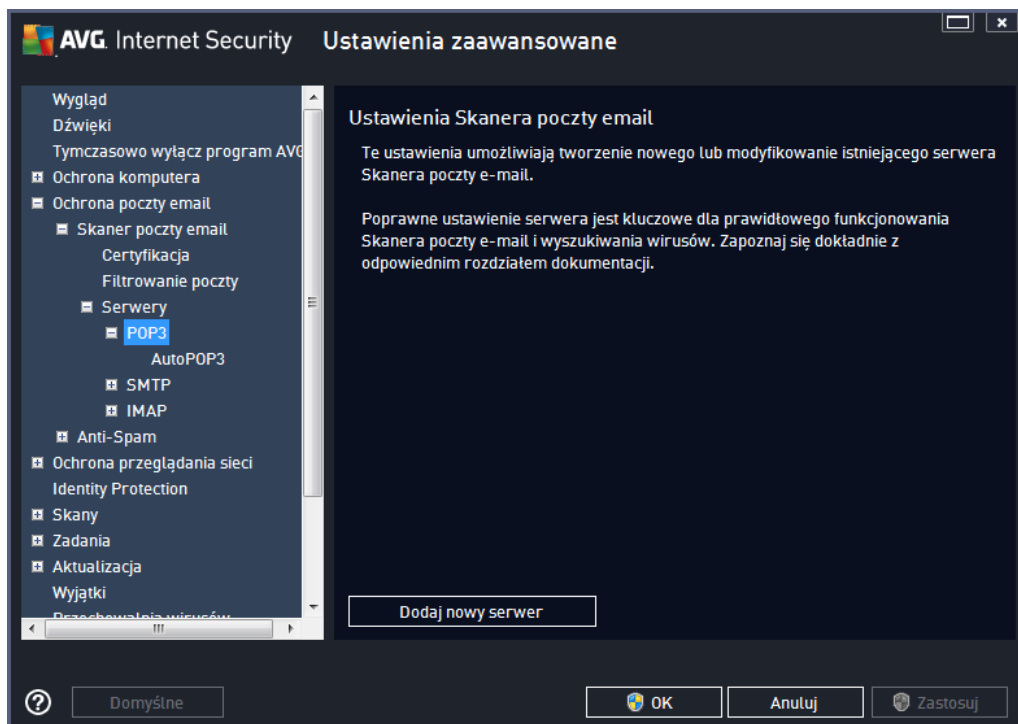 AVG. Internet Security Ustawienia zaawansowane
Wygląd
Dźwięki
Tymczasowo wyłącz program AVG
Ochrona komputera
Ochrona poczty email
Skaner poczty email
Certyfikacja
Filtrowanie poczty
Serwery
POP3
AutoPOP3
SMTP
IMAP
Anti-Spam
Ochrona przeglądania sieci
Identity Protection
Skany
Zadania
Aktualizacja
Wyjątki
Przechowalnia wirusów
Ustawienia Skanera poczty email
Te ustawienia umożliwiają tworzenie nowego lub modyfikowanie istniejącego serwera
Skanera poczty e-mail.
Poprawne ustawienie serwera jest kluczowe dla prawidłowego funkcjonowania
Skanera poczty e-mail i wyszukiwania wirusów. Zapoznaj się dokładnie z
odpowiednim rozdziałem dokumentacji.
Dodaj nowy serwer
? Domyślne OK Anuluj Zastosuj